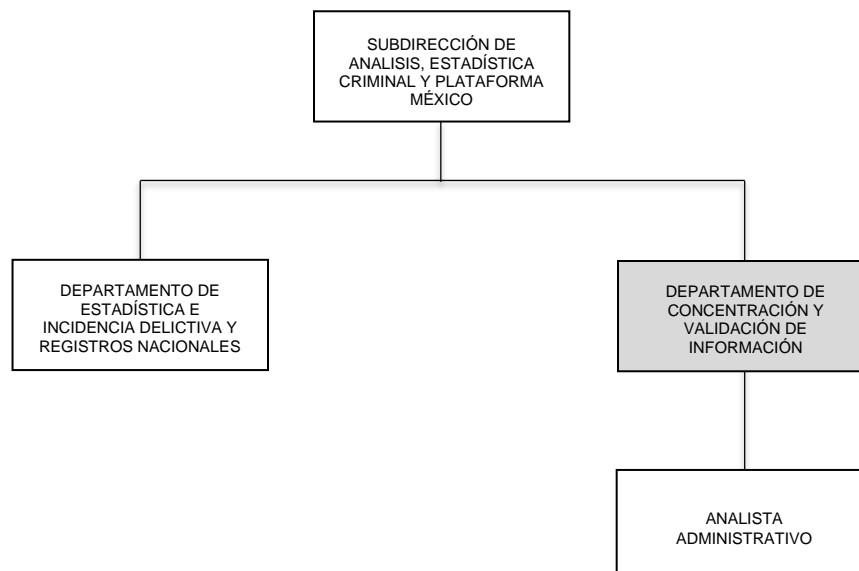 SUBDIRECCIÓN DE
ANALISIS, ESTADÍSTICA
CRIMINAL Y PLATAFORMA
MÉXICO
DEPARTAMENTO DE
ESTADÍSTICA E
INCIDENCIA DELICTIVA Y
REGISTROS NACIONALES
DEPARTAMENTO DE
CONCENTRACIÓN Y
VALIDACIÓN DE
INFORMACIÓN
ANALISTA
ADMINISTRATIVO